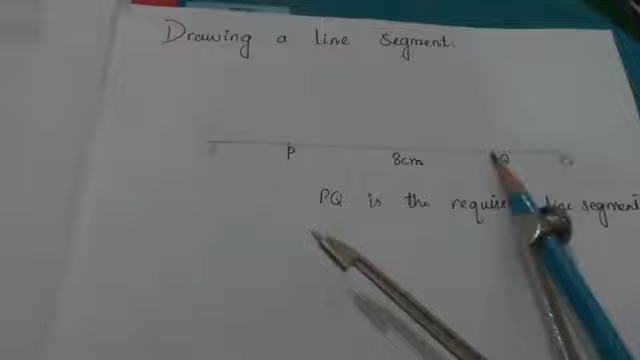 Drawing a line segment.
P 8cm Q
PQ is the require line segment